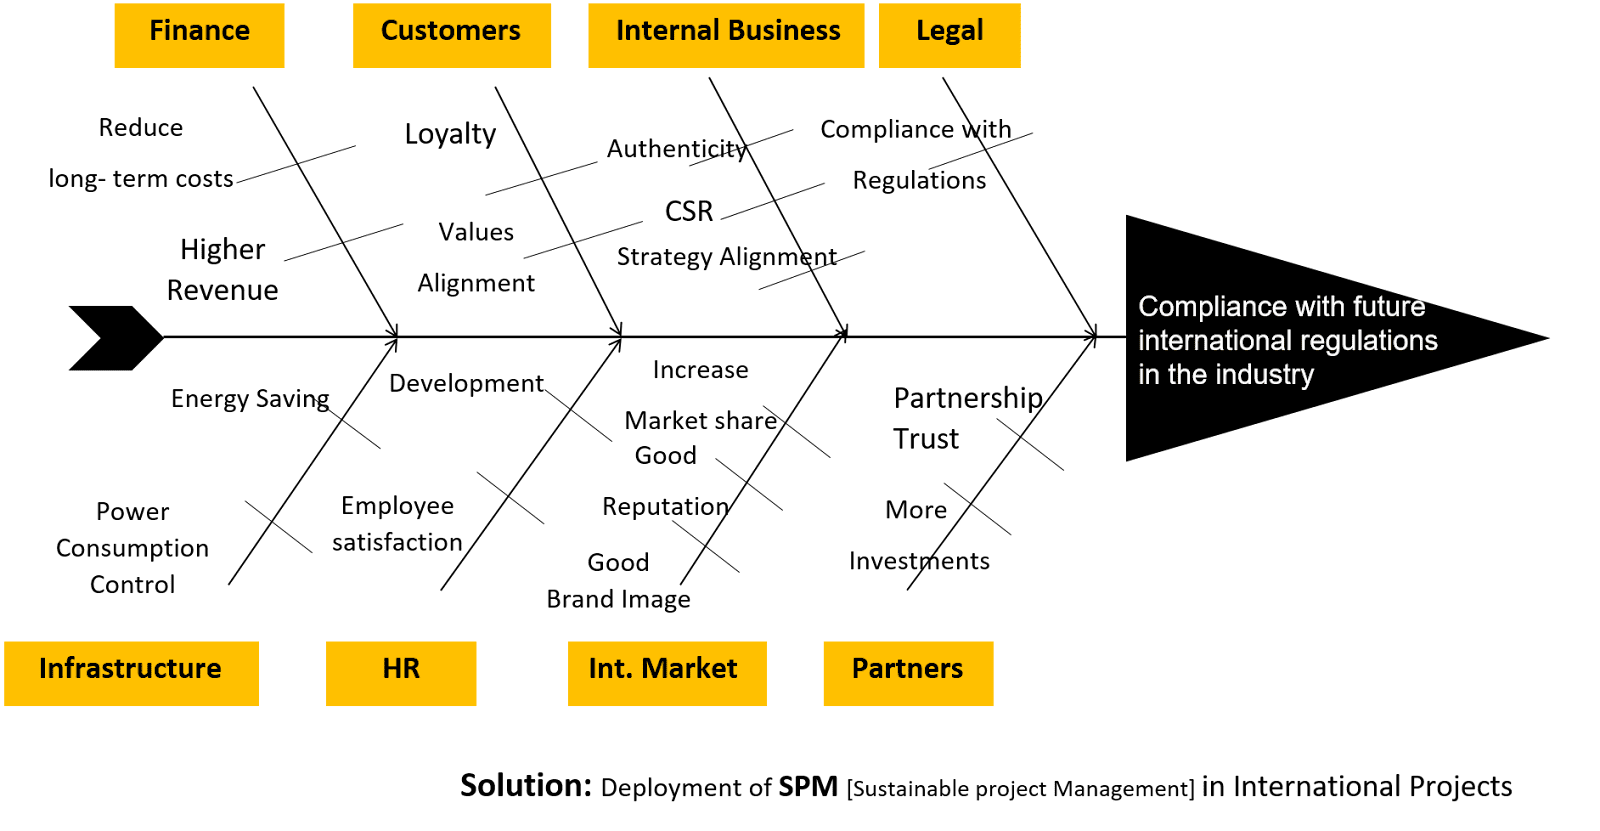 Finance
Customers
Internal Business
Legal
Reduce
long- term costs
Higher
Revenue
Loyalty
Values
Alignment
Authenticity
CSR
Strategy Alignment
Compliance with
Regulations
Compliance with future
international regulations
in the industry
Energy Saving
Power
Consumption
Control
Development
Employee
satisfaction
Increase
Market share
Good
Reputation
Good
Brand Image
Partnership
Trust
More
Investments
Infrastructure
HR
Int. Market
Partners
Solution: Deployment of SPM [Sustainable project Management] in International Projects